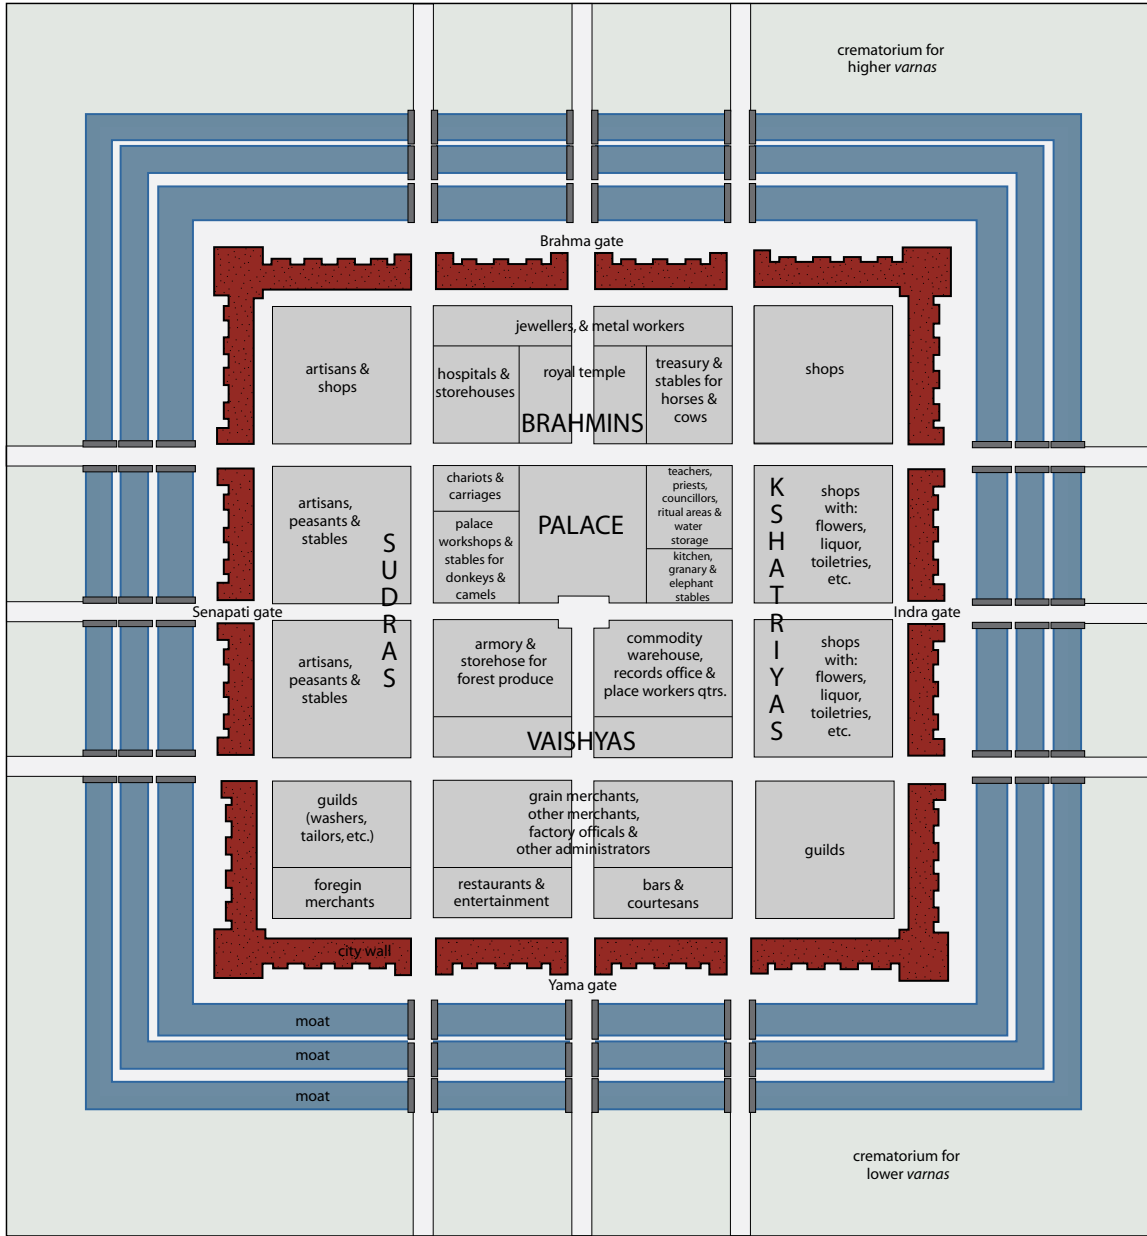 crematorium for
higher varnas
Brahma gate
jewellers, & metal workers
artisans &
shops
hospitals &
storehouses
royal temple
treasury &
stables for
horses &
cows
shops
BRAHMINS
chariots &
carriages
palace
workshops &
stables for
donkeys &
camels
PALACE
teachers,
priests,
councillors,
ritual areas &
water
storage
kitchen,
granary &
elephant
stables
artisans,
peasants &
stables
SUDRAS
KSHATRIYAS
shops
with:
flowers,
liquor,
toiletries,
etc.
Senapati gate
Indra gate
artisans,
peasants &
stables
armory &
storehose for
forest produce
commodity
warehouse,
records office &
place workers qtrs.
shops
with:
flowers,
liquor,
toiletries,
etc.
VAISHYAS
guilds
(washers,
tailors, etc.)
grain merchants,
other merchants,
factory officals &
other administrators
guilds
foregin
merchants
restaurants &
entertainment
bars &
courtesans
city wall
Yama gate
moat
moat
moat
crematorium for
lower varnas